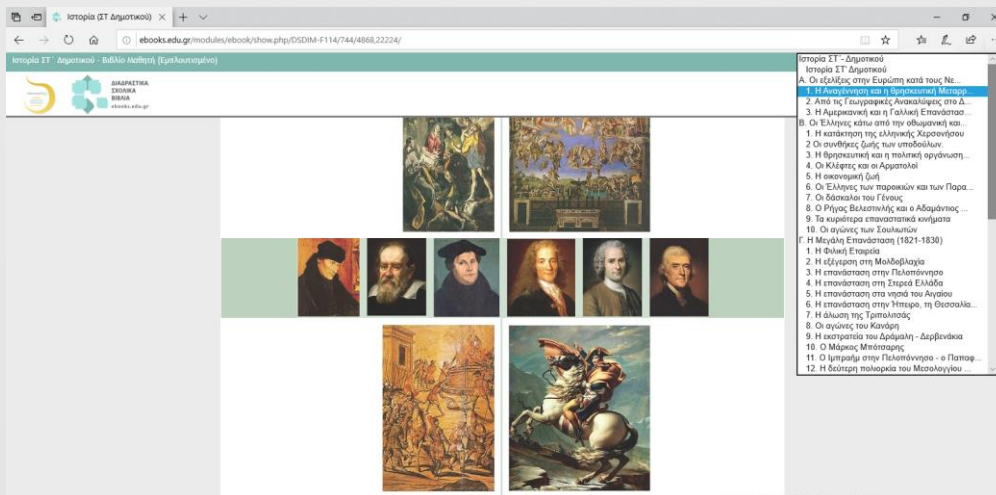 Ιστορία (ΣΤ Δημοτικού)
ebooks.edu.gr/modules/ebook/show.php/DSDIM-F114/744/4868,22224/
Ιστορία ΣΤ΄ Δημοτικού - Βιβλίο Μαθητή (Εμπλουτισμένο)
ΔΙΑΔΡΑΣΤΙΚΑ
ΣΧΟΛΙΚΑ
ΒΙΒΛΙΑ
ebooks.edu.gr
Ιστορία ΣΤ΄- Δημοτικού
Ιστορία ΣΤ' Δημοτικού
Α. Οι εξελίξεις στην Ευρώπη κατά τους Νε...
1. Η Αναγέννηση και η Θρησκευτική Μεταρρ...
2. Από τις Γεωγραφικές Ανακαλύψεις στο Δ...
3. Η Αμερικανική και η Γαλλική Επανάστασ...
Β. Οι Έλληνες κάτω από την οθωμανική και...
1. Η κατάκτηση της ελληνικής Χερσονήσου
2 Οι συνθήκες ζωής των υποδούλων.
3. Η θρησκευτική και η πολιτική οργάνωση...
4. Οι Κλέφτες και οι Αρματολοί
5. Η οικονομική ζωή
6. Οι Έλληνες των παροικιών και των Παρα...
7. Οι δάσκαλοι του Γένους
8. Ο Ρήγας Βελεστινλής και ο Αδαμάντιος ...
9. Τα κυριότερα επαναστατικά κινήματα
10. Οι αγώνες των Σουλιωτών
Γ. Η Μεγάλη Επανάσταση (1821-1830)
1. Η Φιλική Εταιρεία
2. Η εξέγερση στη Μολδοβλαχία
3. Η επανάσταση στην Πελοπόννησο
4. Η επανάσταση στη Στερεά Ελλάδα
5. Η επανάσταση στα νησιά του Αιγαίου
6. Η επανάσταση στην Ήπειρο, τη Θεσσαλία...
7. Η άλωση της Τριπολιτσάς
8. Οι αγώνες του Κανάρη
9. Η εκστρατεία του Δράμαλη - Δερβενάκια
10. Ο Μάρκος Μπότσαρης
11. Ο Ιμπραήμ στην Πελοπόννησο - ο Παπαφ...
12. Η δεύτερη πολιορκία του Μεσολογγίου ...